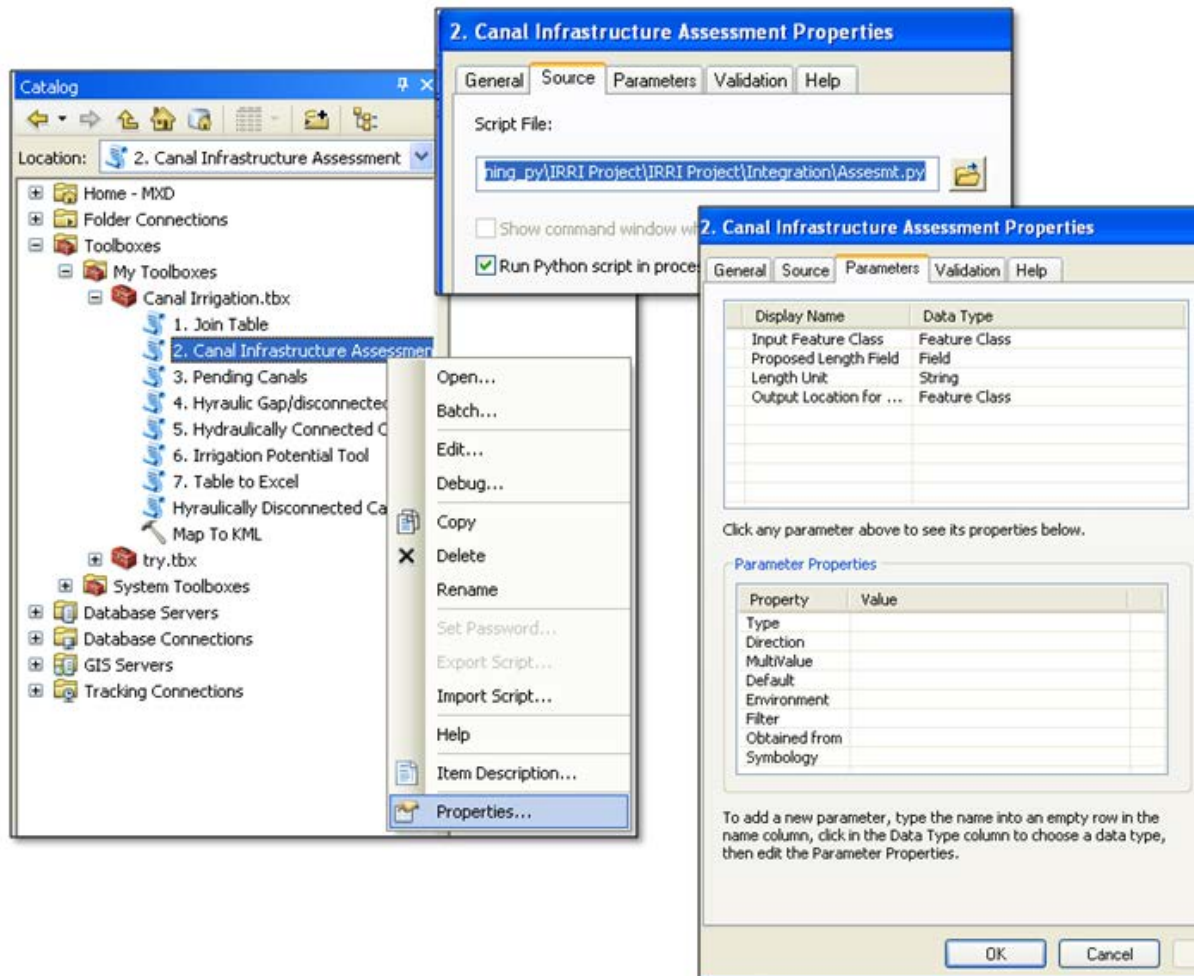 Catalog
Location: 2. Canal Infrastructure Assessment
Home - MXD
Folder Connections
Toolboxes
My Toolboxes
Canal Irrigation.tbx
1. Join Table
2. Canal Infrastructure Assessmen
3. Pending Canals
4. Hyraulic Gap/disconnected
5. Hydraulically Connected C
6. Irrigation Potential Tool
7. Table to Excel
Hyraulically Disconnected Ca
Map To KML
try.tbx
System Toolboxes
Database Servers
Database Connections
GIS Servers
Tracking Connections
Open...
Batch...
Edit...
Debug...
Copy
Delete
Rename
Set Password...
Export Script...
Import Script...
Help
Item Description...
Properties...
2. Canal Infrastructure Assessment Properties
General Source Parameters Validation Help
Script File:
ning_py\IRRI Project\IRRI Project\Integration\Assesmt.py
Show command window wh
Run Python script in proces
2. Canal Infrastructure Assessment Properties
General Source Parameters Validation Help
Display Name Data Type
Input Feature Class Feature Class
Proposed Length Field Field
Length Unit String
Output Location for ... Feature Class
Click any parameter above to see its properties below.
Parameter Properties
Property Value
Type
Direction
MultiValue
Default
Environment
Filter
Obtained from
Symbology
To add a new parameter, type the name into an empty row in the
name column, click in the Data Type column to choose a data type,
then edit the Parameter Properties.
OK Cancel